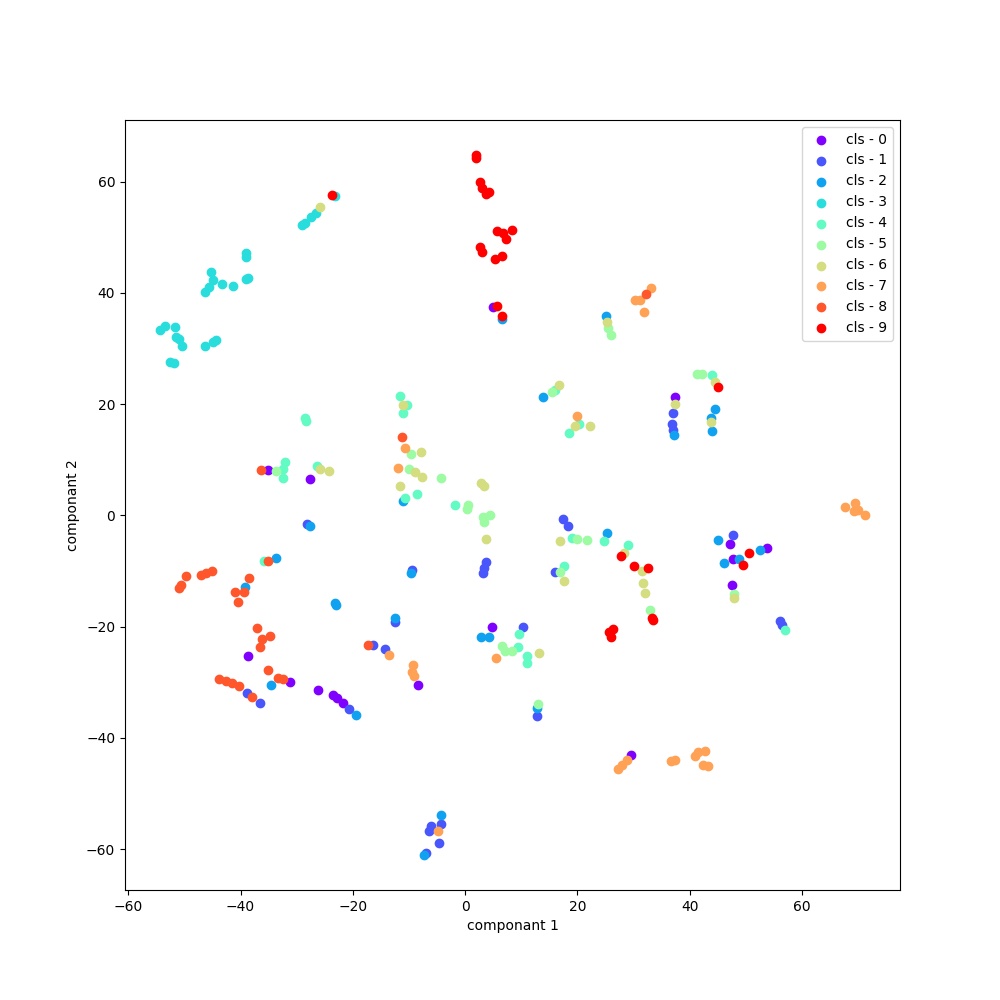 cls - 0
cls - 1
cls - 2
cls - 3
cls - 4
cls - 5
cls - 6
cls - 7
cls - 8
cls - 9
60
40
20
0
−20
−40
−60
componant 2
−60 −40 −20 0 20 40 60
componant 1